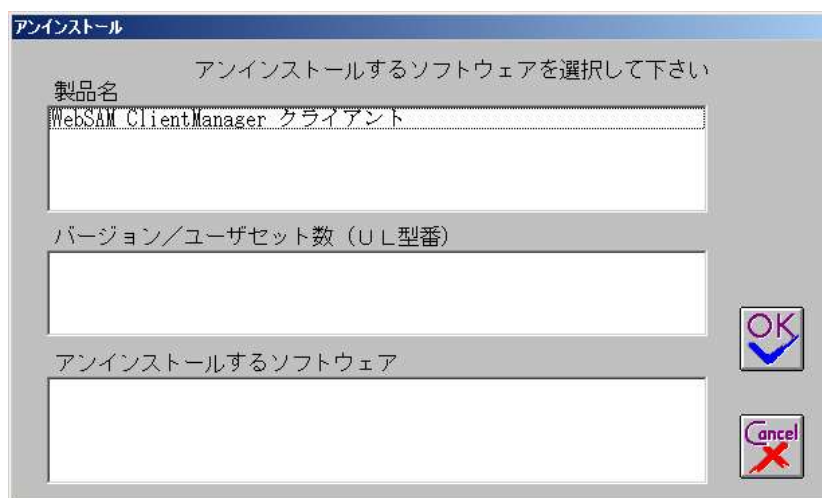 アンインストール
アンインストールするソフトウェアを選択して下さい
製品名
WebSAM ClientManager クライアント
バージョン／ユーザセット数（ＵＬ型番）
OK
アンインストールするソフトウェア
Cancel